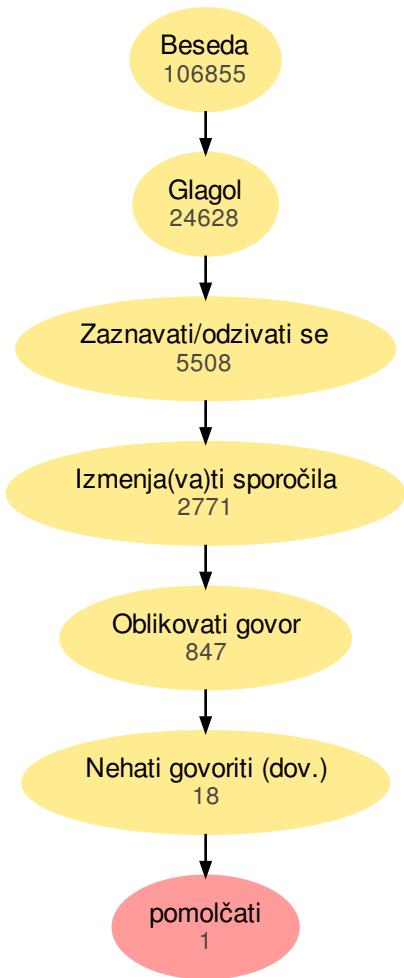 Beseda
106855
Glagol
24628
Zaznavati/odzivati se
5508
Izmenja(va)ti sporočila
2771
Oblikovati govor
847
Nehati govoriti (dov.)
18
pomolčati
1